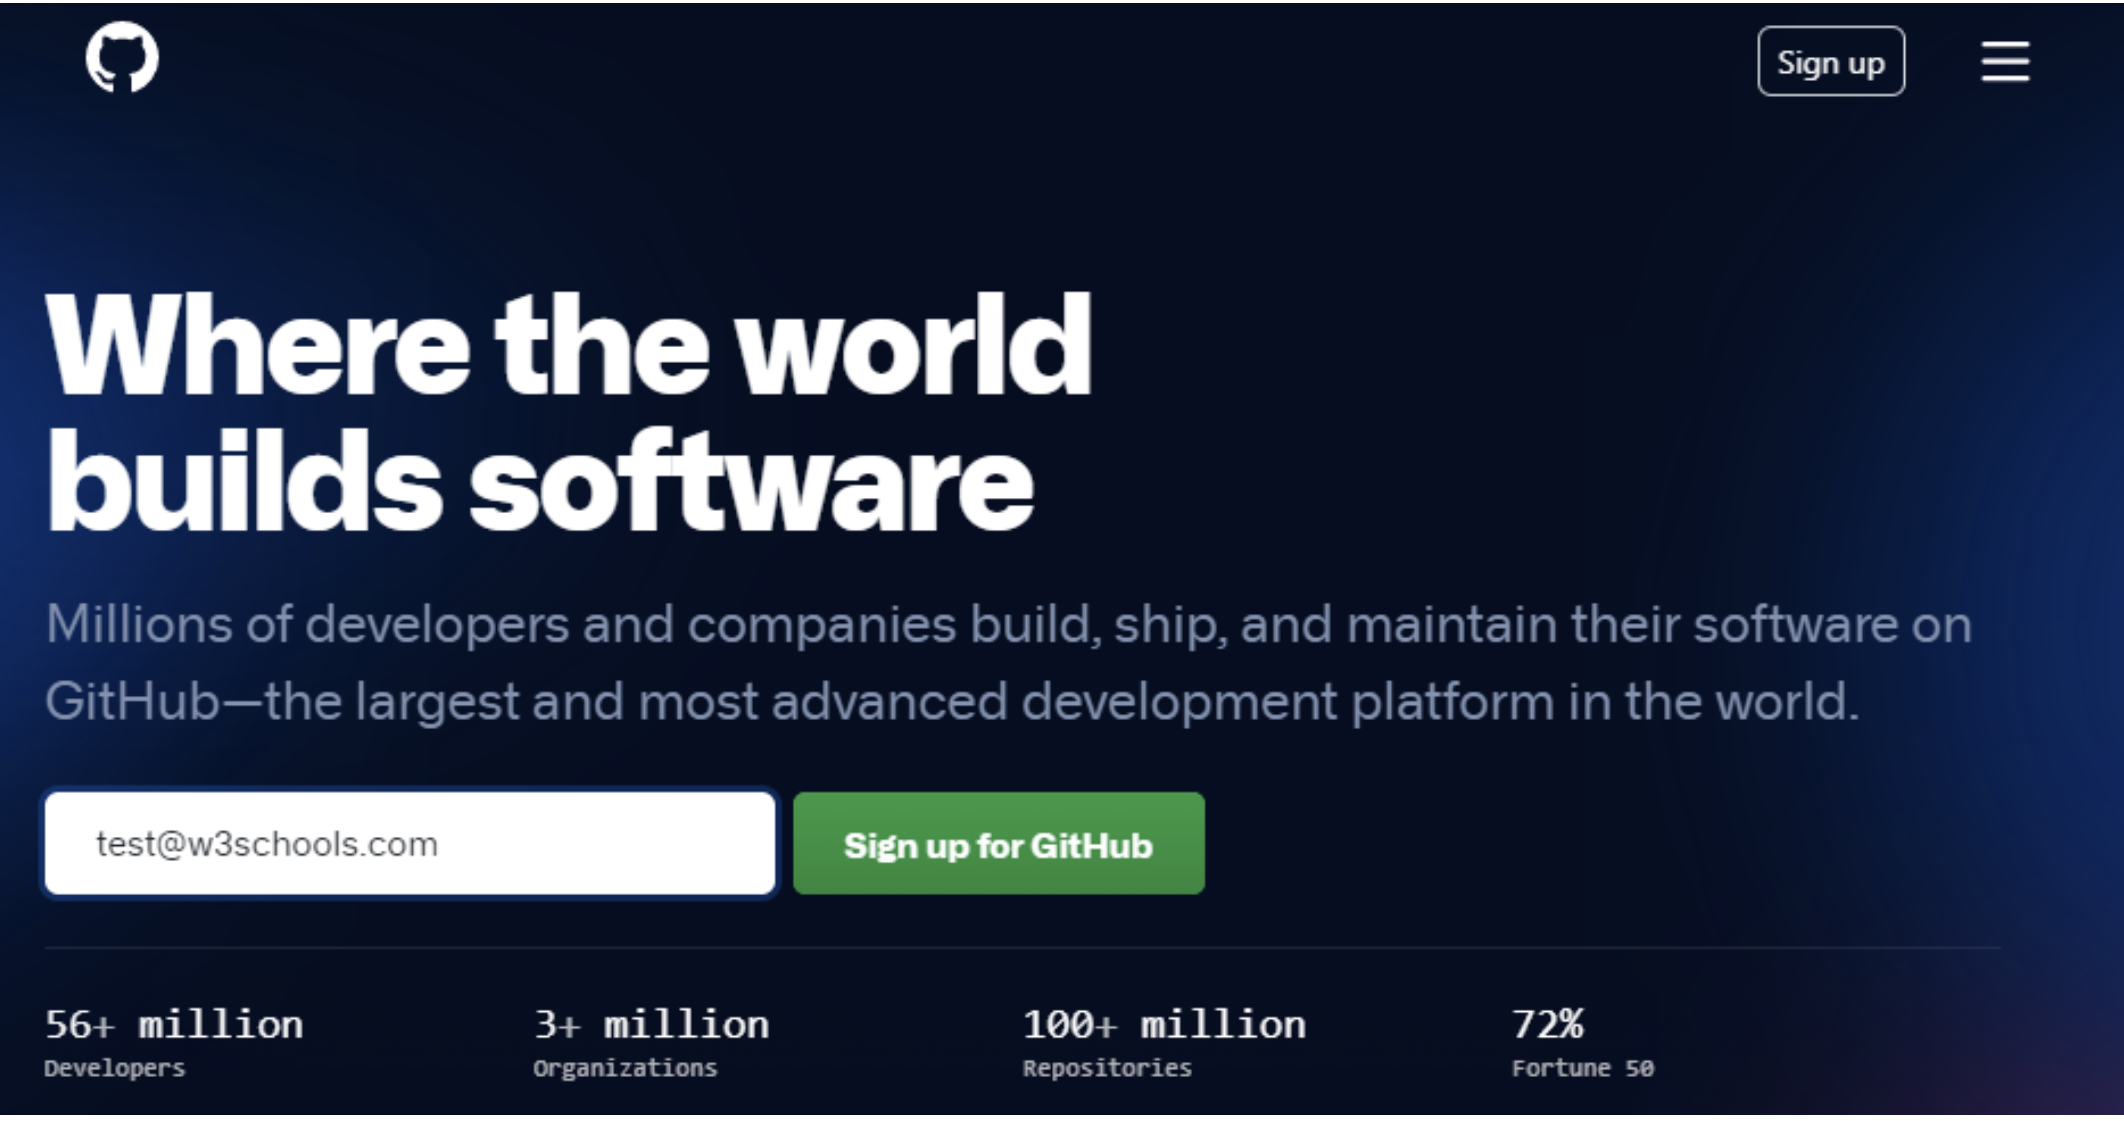 Sign up
Where the world
builds software
Millions of developers and companies build, ship, and maintain their software on
GitHub—the largest and most advanced development platform in the world.
test@w3schools.com
Sign up for GitHub
56+ million
Developers
3+ million
Organizations
100+ million
Repositories
72%
Fortune 50